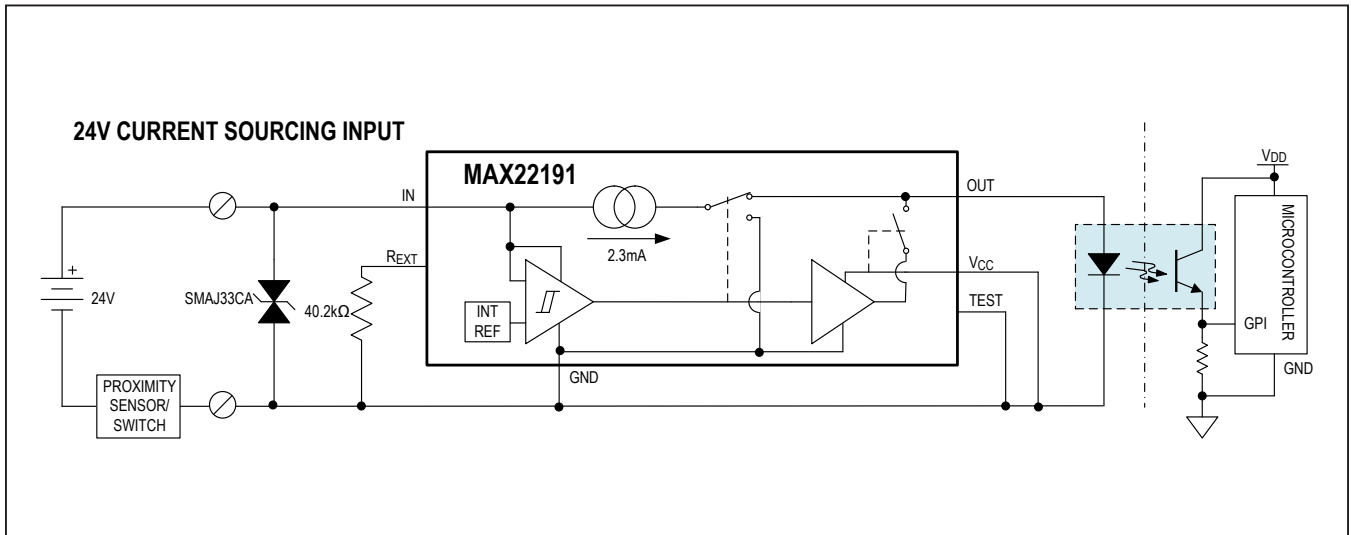 24V CURRENT SOURCING INPUT
MAX22191
IN
OUT
VDD
2.3mA
REXT
VCC
TEST
+
24V
SMAJ33CA
40.2kΩ
INT
REF
GPI
MICROCONTROLLER
GND
GND
PROXIMITY
SENSOR/
SWITCH